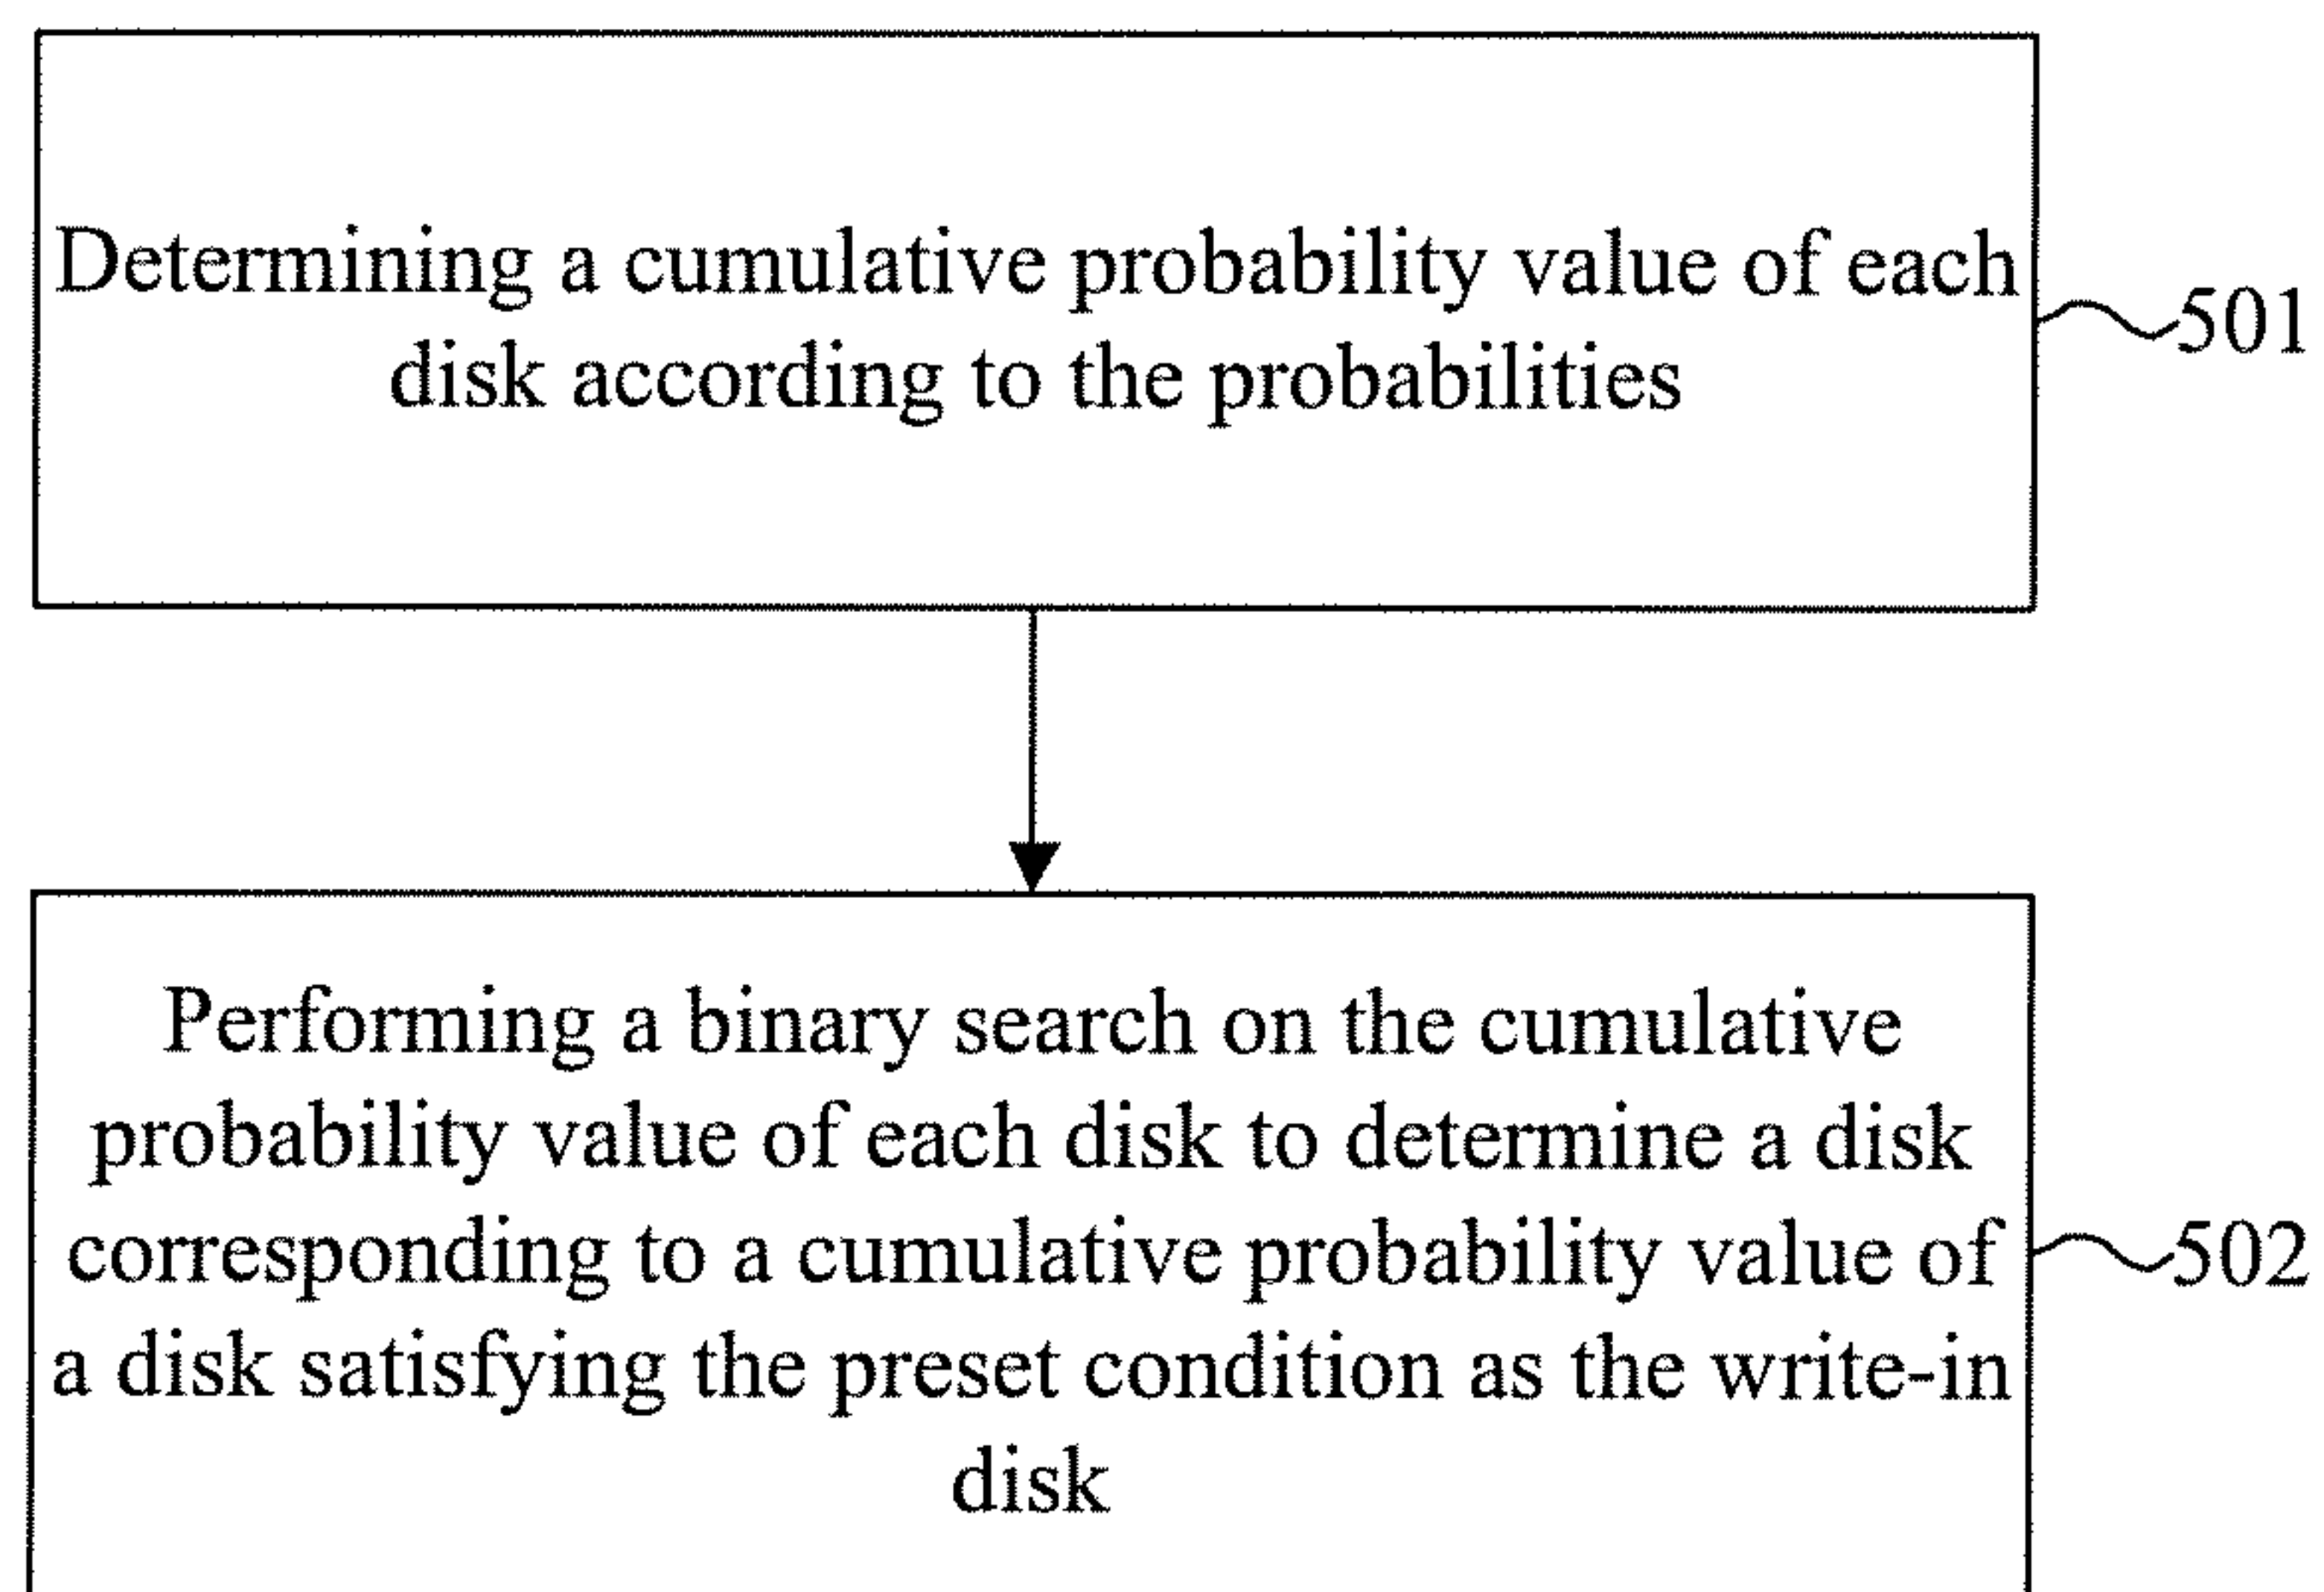 Determining a cumulative probability value of each
disk according to the probabilities
501
Performing a binary search on the cumulative
probability value of each disk to determine a disk
corresponding to a cumulative probability value of
a disk satisfying the preset condition as the write-in
disk
502